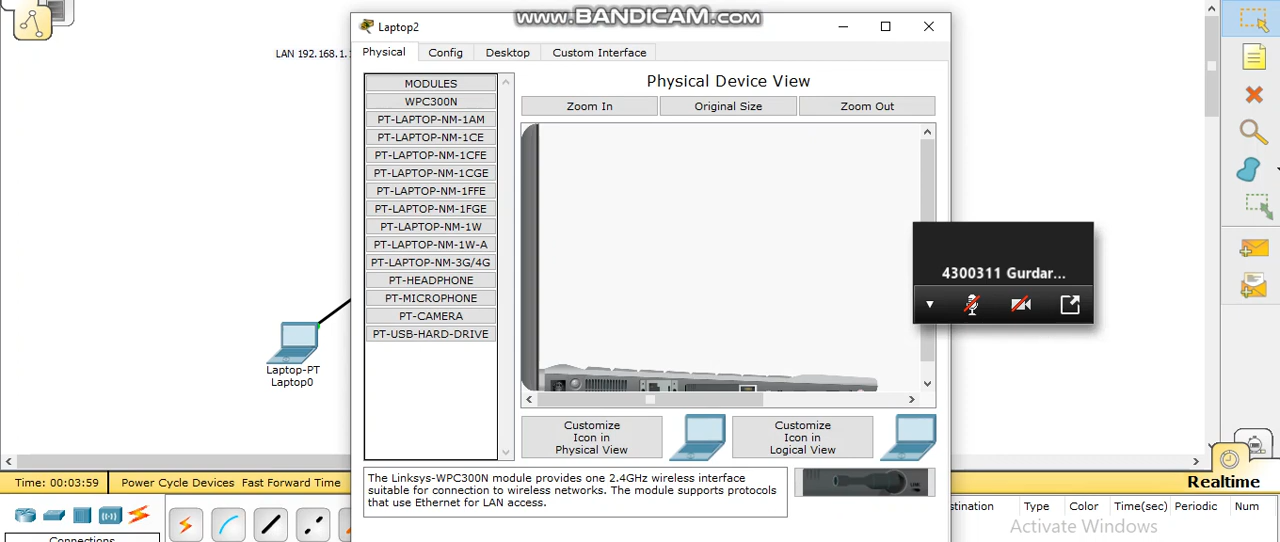 www.BANDICAM.com
Laptop2
Physical
Config
Desktop
Custom Interface
LAN 192.168.1.
MODULES
WPC300N
PT-LAPTOP-NM-1AM
PT-LAPTOP-NM-1CE
PT-LAPTOP-NM-1CFE
PT-LAPTOP-NM-1CGE
PT-LAPTOP-NM-1FFE
PT-LAPTOP-NM-1FGE
PT-LAPTOP-NM-1W
PT-LAPTOP-NM-1W-A
PT-LAPTOP-NM-3G/4G
PT-HEADPHONE
PT-MICROPHONE
PT-CAMERA
PT-USB-HARD-DRIVE
Physical Device View
Zoom In
Original Size
Zoom Out
4300311 Gurdar...
Laptop-PT
Laptop0
Customize
Icon in
Physical View
Customize
Icon in
Logical View
The Linksys-WPC300N module provides one 2.4GHz wireless interface
suitable for connection to wireless networks. The module supports protocols
that use Ethernet for LAN access.
Time: 00:03:59
Power Cycle Devices Fast Forward Time
Realtime
Connections
stination
Type
Color
Time(sec)
Periodic
Num
Activate Windows